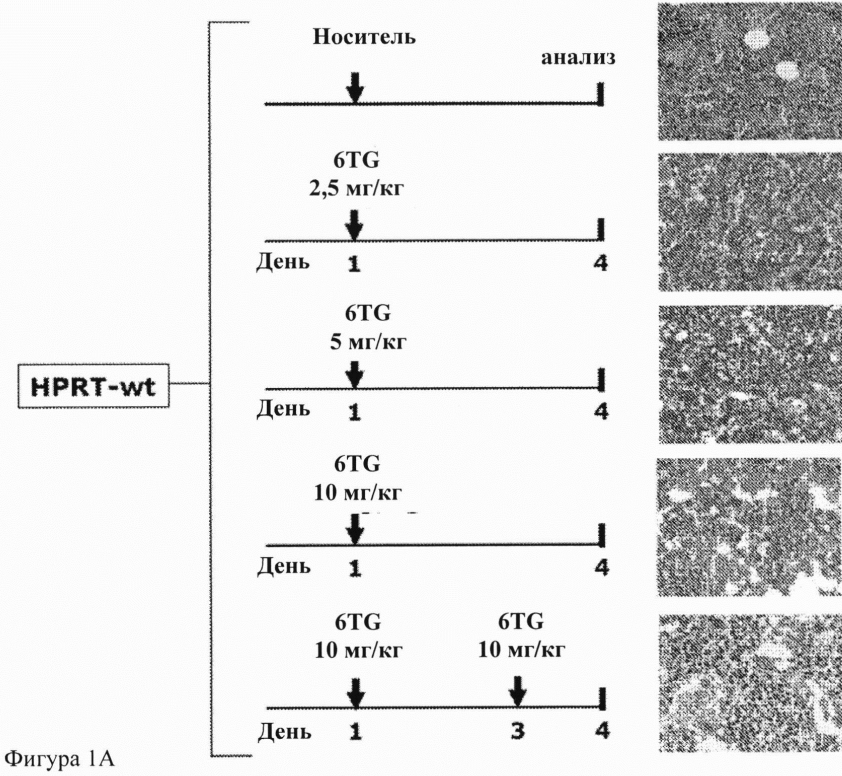 Носитель
анализ
6TG
2,5 мг/кг
День 1 4
6TG
5 мг/кг
HPRT-wt
День 1 4
6TG
10 мг/кг
День 1 4
6TG 6TG
10 мг/кг 10 мг/кг
День 1 3 4
Фигура 1А